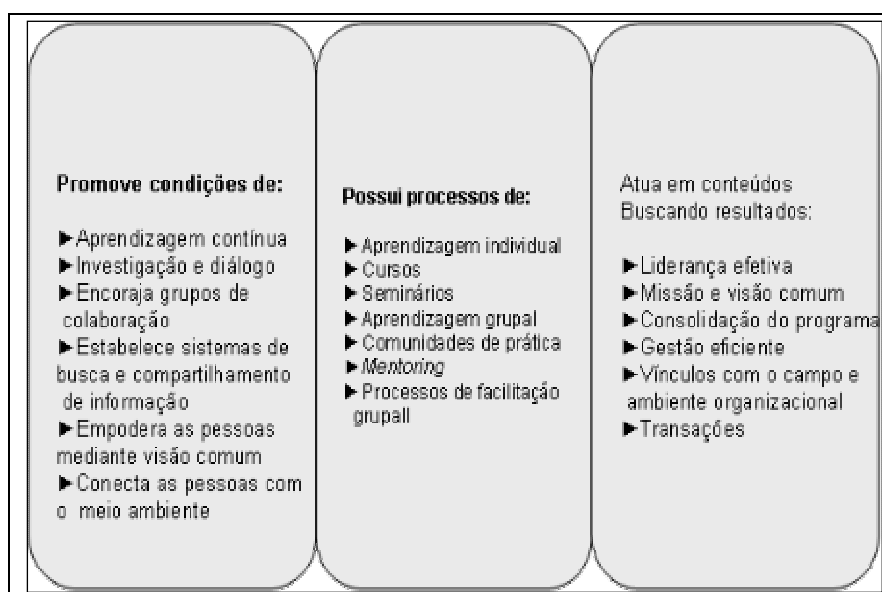 Promove condições de:
►Aprendizagem contínua
►Investigação e diálogo
►Encoraja grupos de
colaboração
►Estabelece sistemas de
busca e compartilhamento
de informação
►Empodera as pessoas
mediante visão comum
►Conecta as pessoas com
o meio ambiente
Possui processos de:
►Aprendizagem individual
►Cursos
►Seminários
►Aprendizagem grupal
►Comunidades de prática
►Mentoring
►Processos de facilitação
grupall
Atua em conteúdos
Buscando resultados:
►Liderança efetiva
►Missão e visão comum
►Consolidação do programa
►Gestão eficiente
►Vínculos com o campo e
ambiente organizacional
►Transações